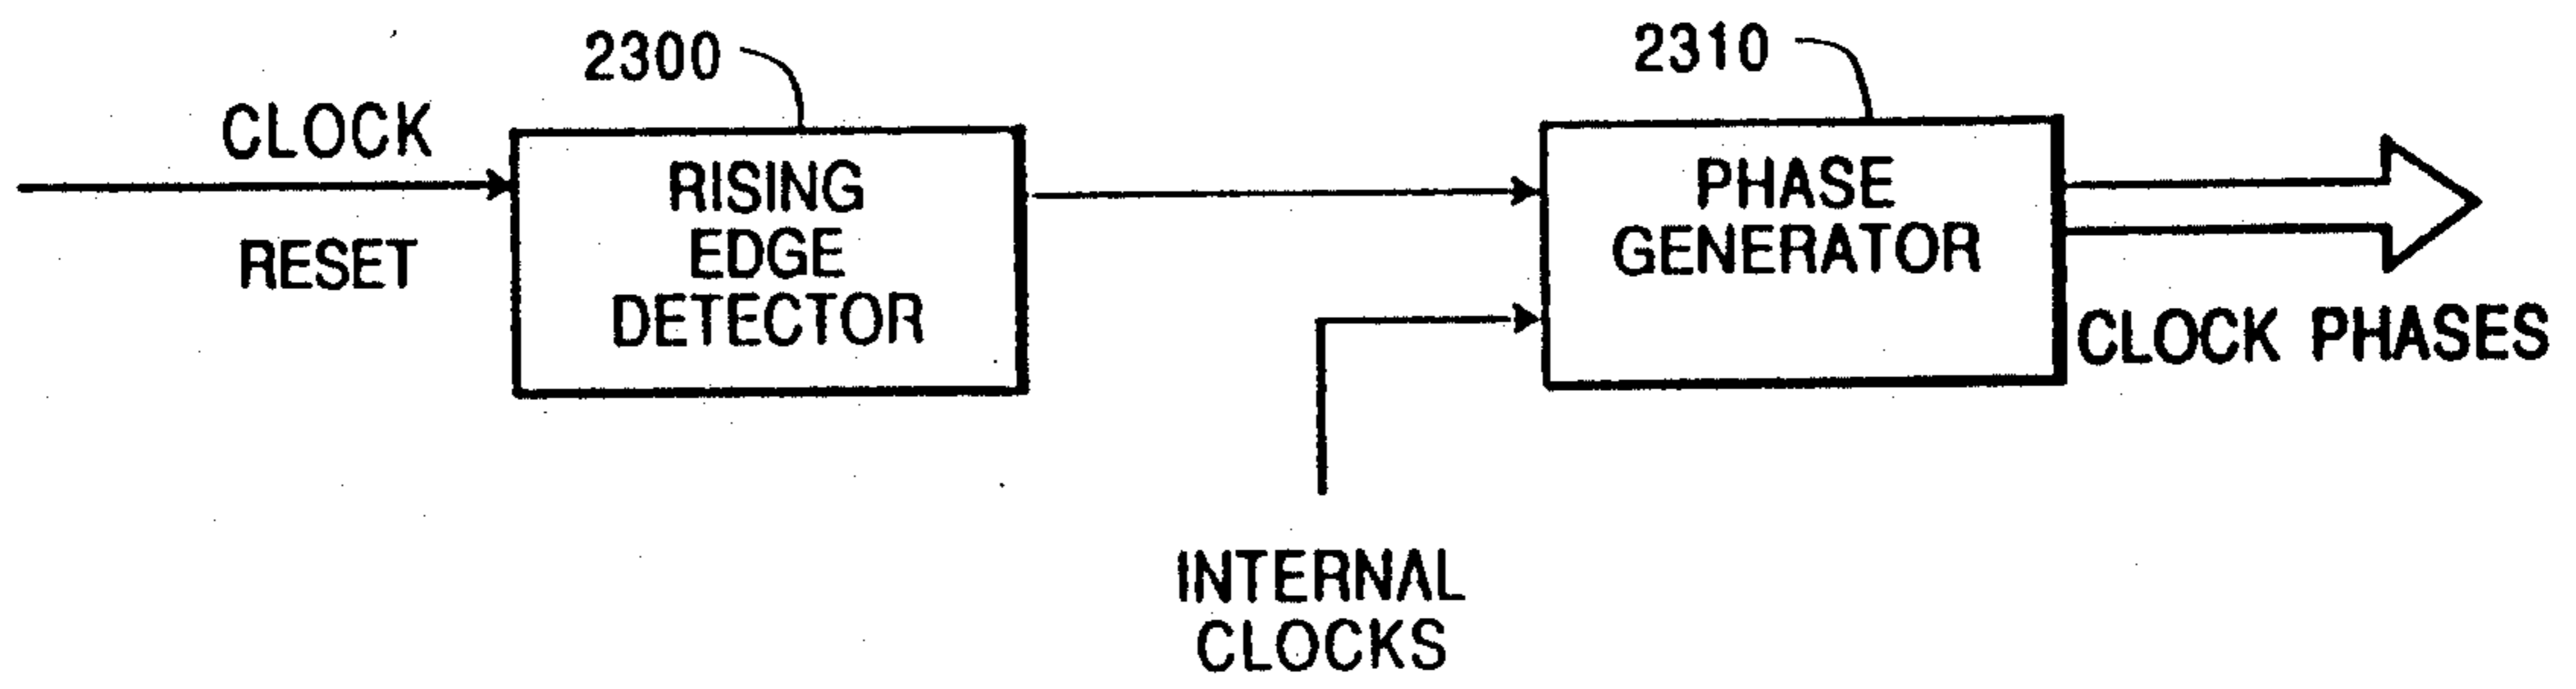 2300
2310
CLOCK
RESET
RISING
EDGE
DETECTOR
PHASE
GENERATOR
CLOCK PHASES
INTERNAL
CLOCKS